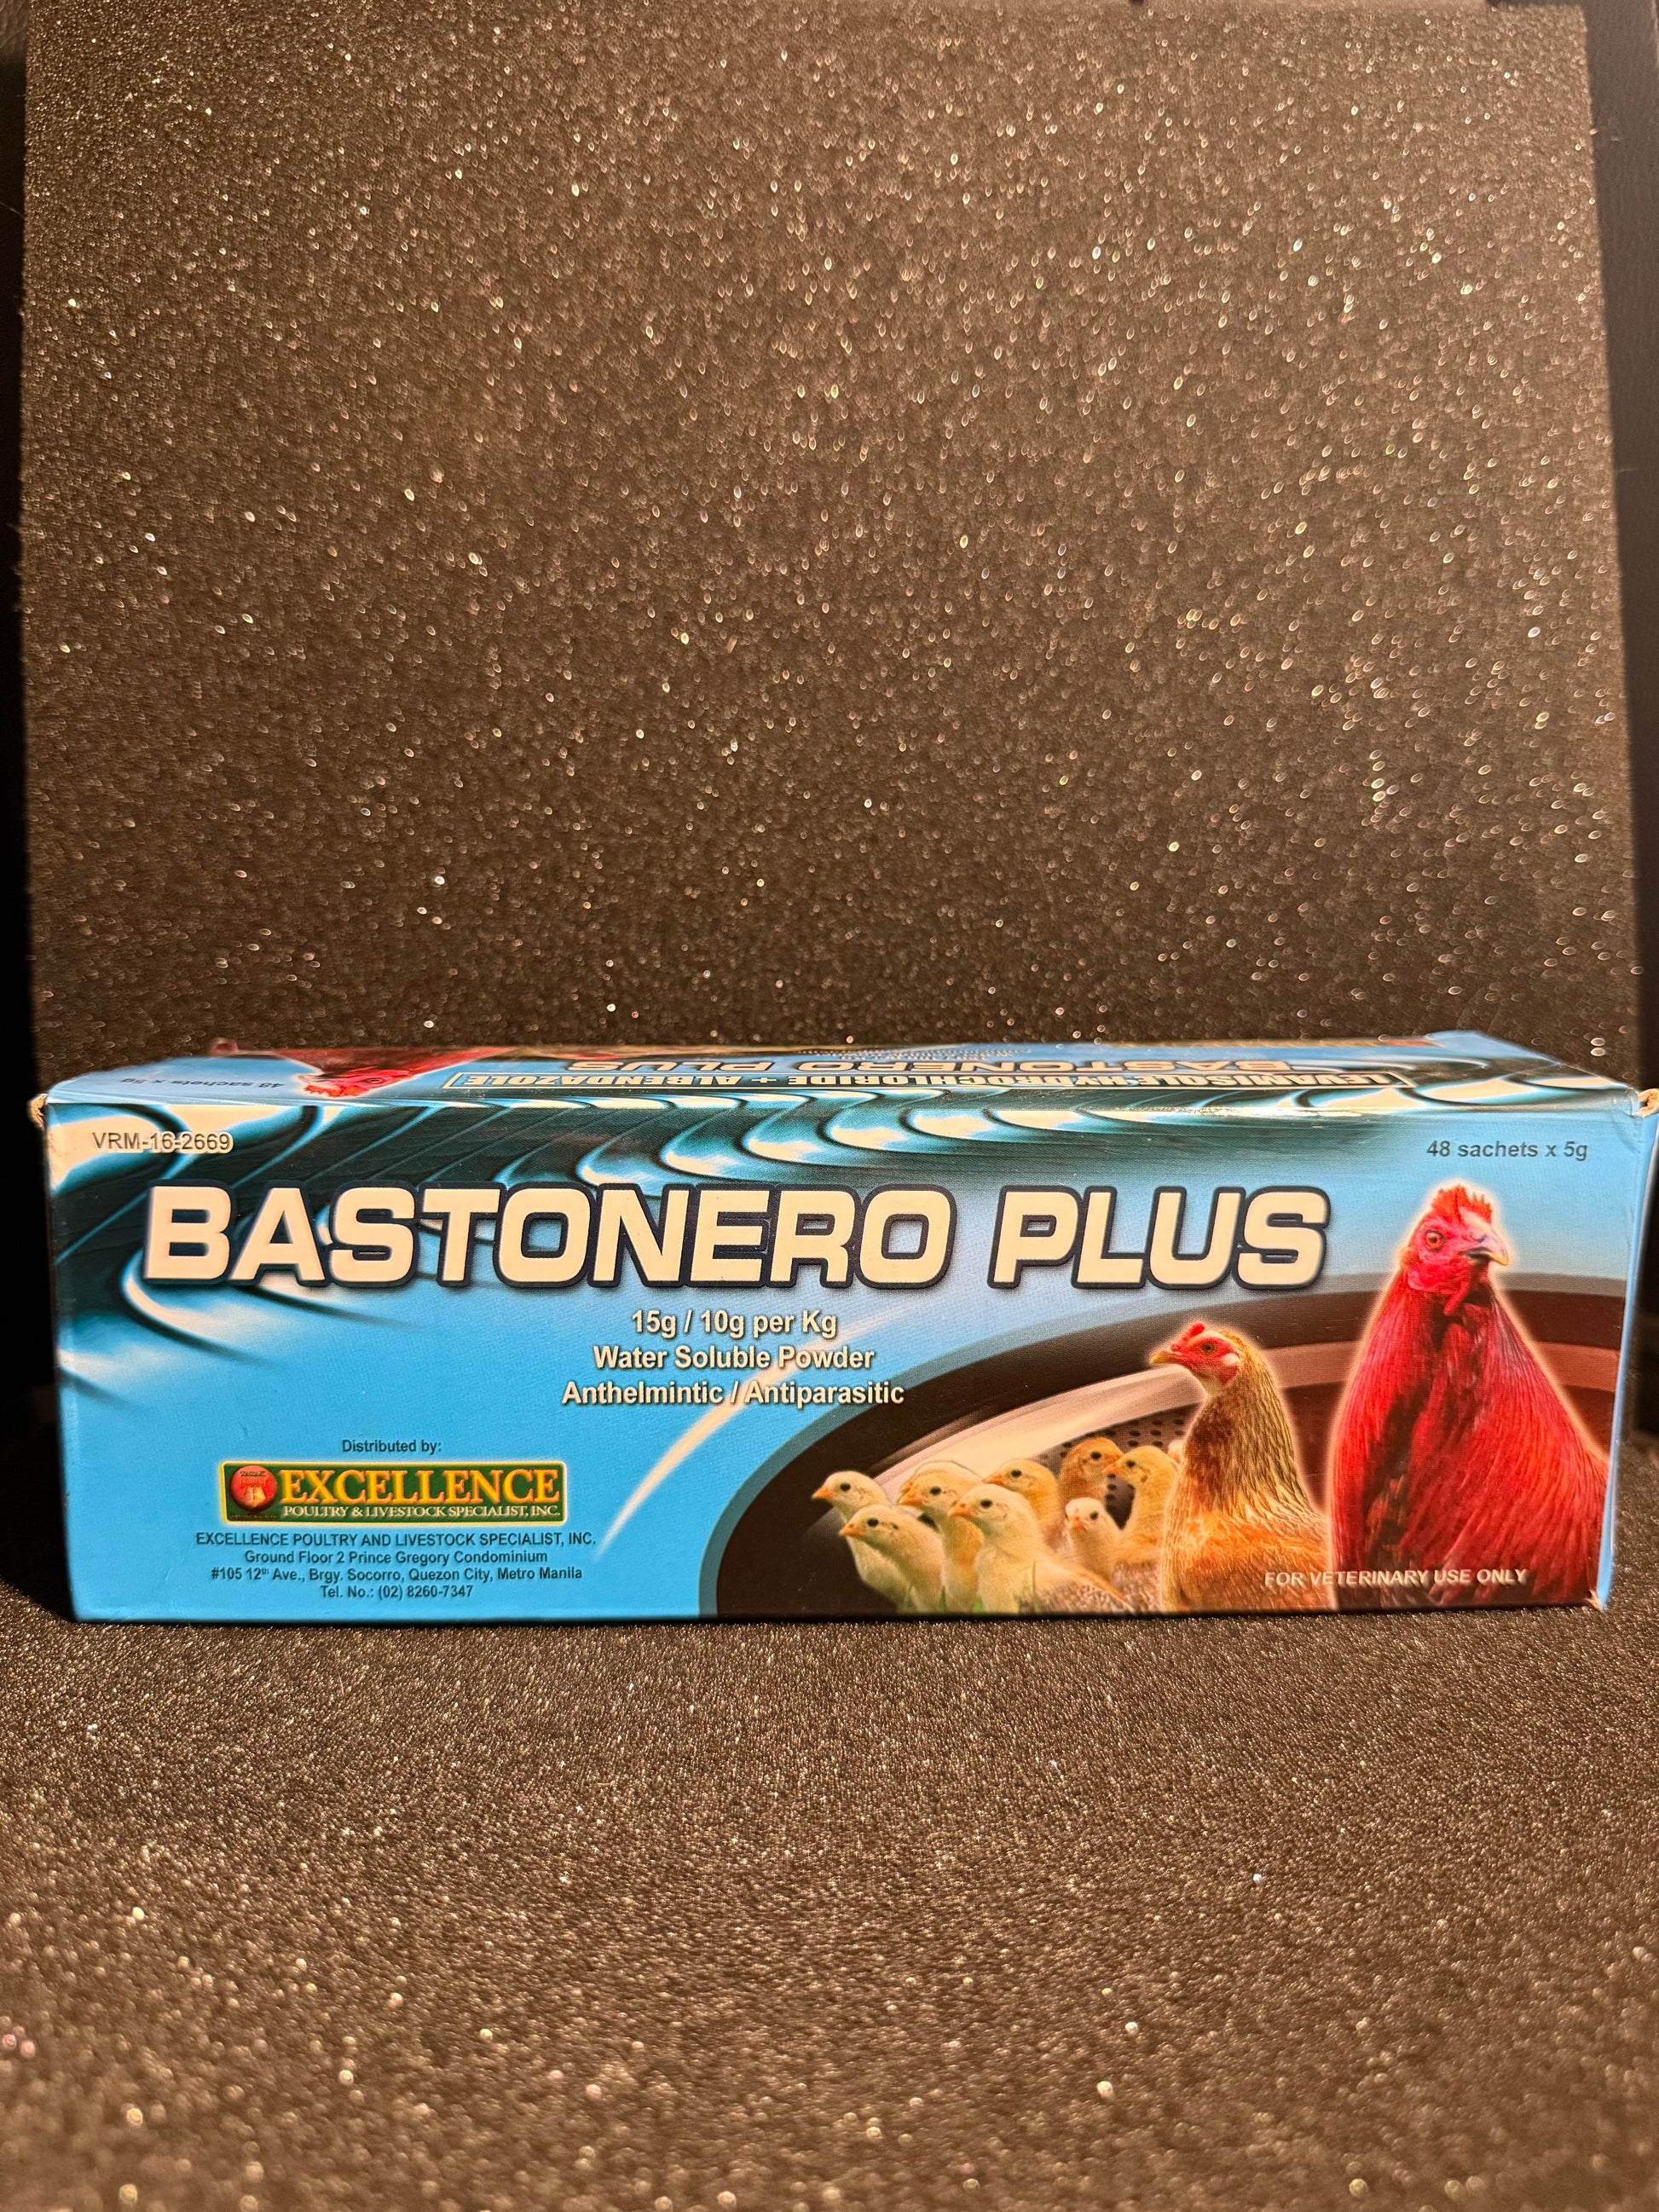 LEVAMISOLE HYDROCHLORIDE + ALBENDAZOLE
BASTONERO PLUS
48 sachets x 5g
VRM-16-2669
48 sachets x 5g
BASTONERO PLUS
15g / 10g per Kg
Water Soluble Powder
Anthelmintic / Antiparasitic
Distributed by:
EXCELLENCE
POULTRY & LIVESTOCK SPECIALIST, INC.
EXCELLENCE POULTRY AND LIVESTOCK SPECIALIST, INC.
Ground Floor 2 Prince Gregory Condominium
#105 12th Ave., Brgy. Socorro, Quezon City, Metro Manila
Tel. No.: (02) 8260-7347
FOR VETERINARY USE ONLY